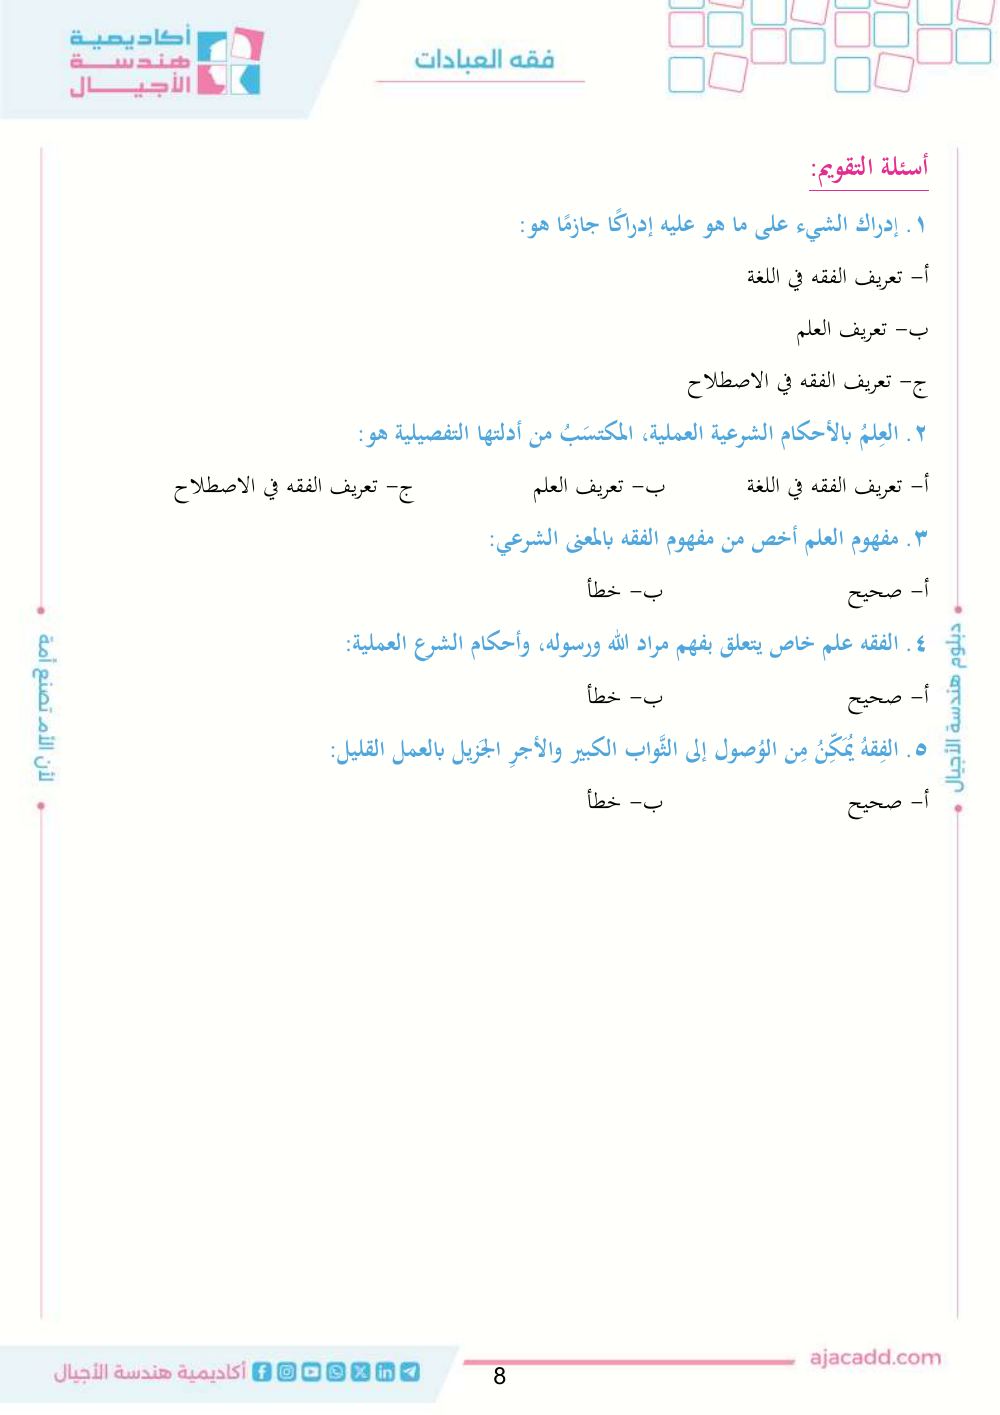 أكاديمية
هندسة
الأجيال
فقه العبادات
أسئلة التقويم:
١. إدراك الشيء على ما هو عليه إدراكًا جازمًا هو:
أ- تعريف الفقه في اللغة
ب- تعريف العلم
ج- تعريف الفقه في الاصطلاح
٢. العِلمُ بالأحكام الشرعية العملية، المكتسَبُ من أدلتها التفصيلية هو:
أ- تعريف الفقه في اللغة ب- تعريف العلم ج- تعريف الفقه في الاصطلاح
٣. مفهوم العلم أخص من مفهوم الفقه بالمعنى الشرعي:
أ- صحيح ب- خطأ
٤. الفقه علم خاص يتعلق بفهم مراد الله ورسوله، وأحكام الشرع العملية:
أ- صحيح ب- خطأ
٥. الفِقهُ يُمَكِّنُ مِن الوُصول إلى الثَّواب الكبير والأجرِ الجَزيل بالعمل القليل:
أ- صحيح ب- خطأ
دبلوم هندسة الأجيال
لأن الأم تصنع أمة
ajacadd.com
8
أكاديمية هندسة الأجيال